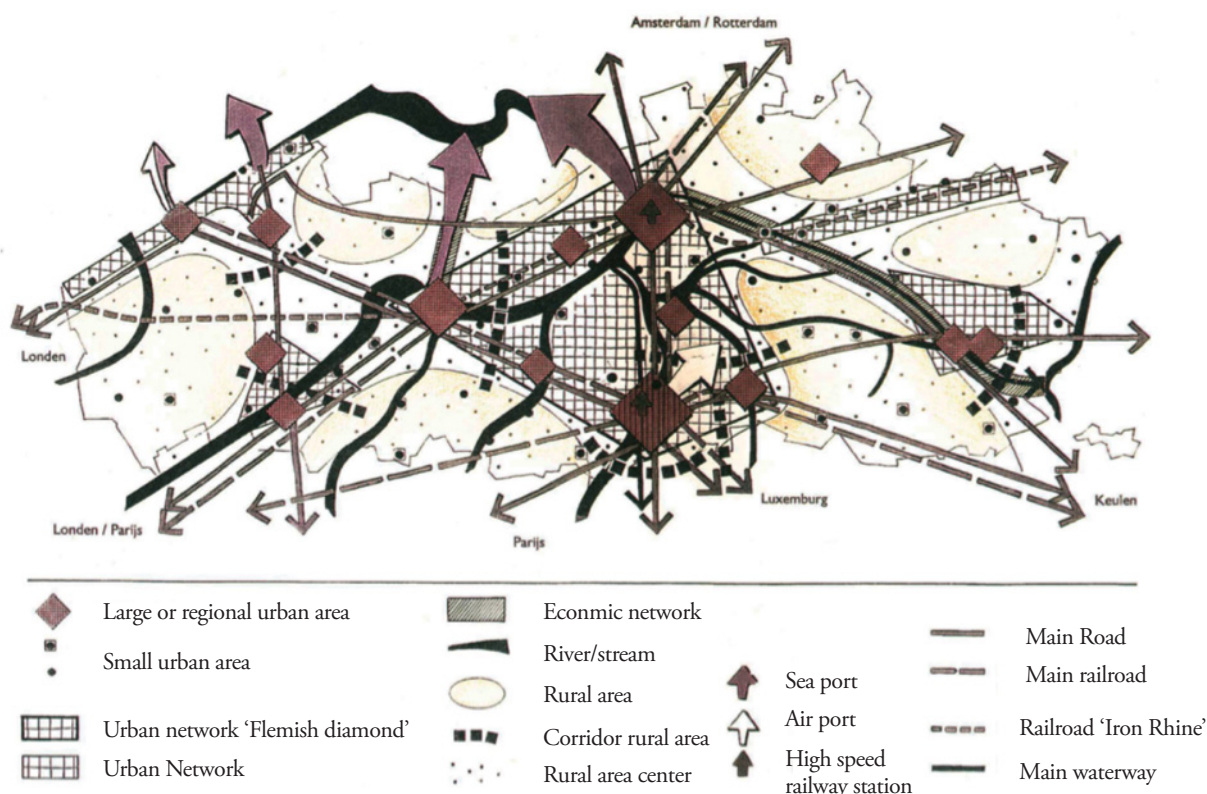 Amsterdam / Rotterdam
Londen
Londen / Parijs
Parijs
Luxemburg
Keulen
Large or regional urban area
Small urban area
Urban network ‘Flemish diamond’
Urban Network
Econmic network
River/stream
Rural area
Corridor rural area
Rural area center
Sea port
Air port
High speed
railway station
Main Road
Main railroad
Railroad ‘Iron Rhine’
Main waterway